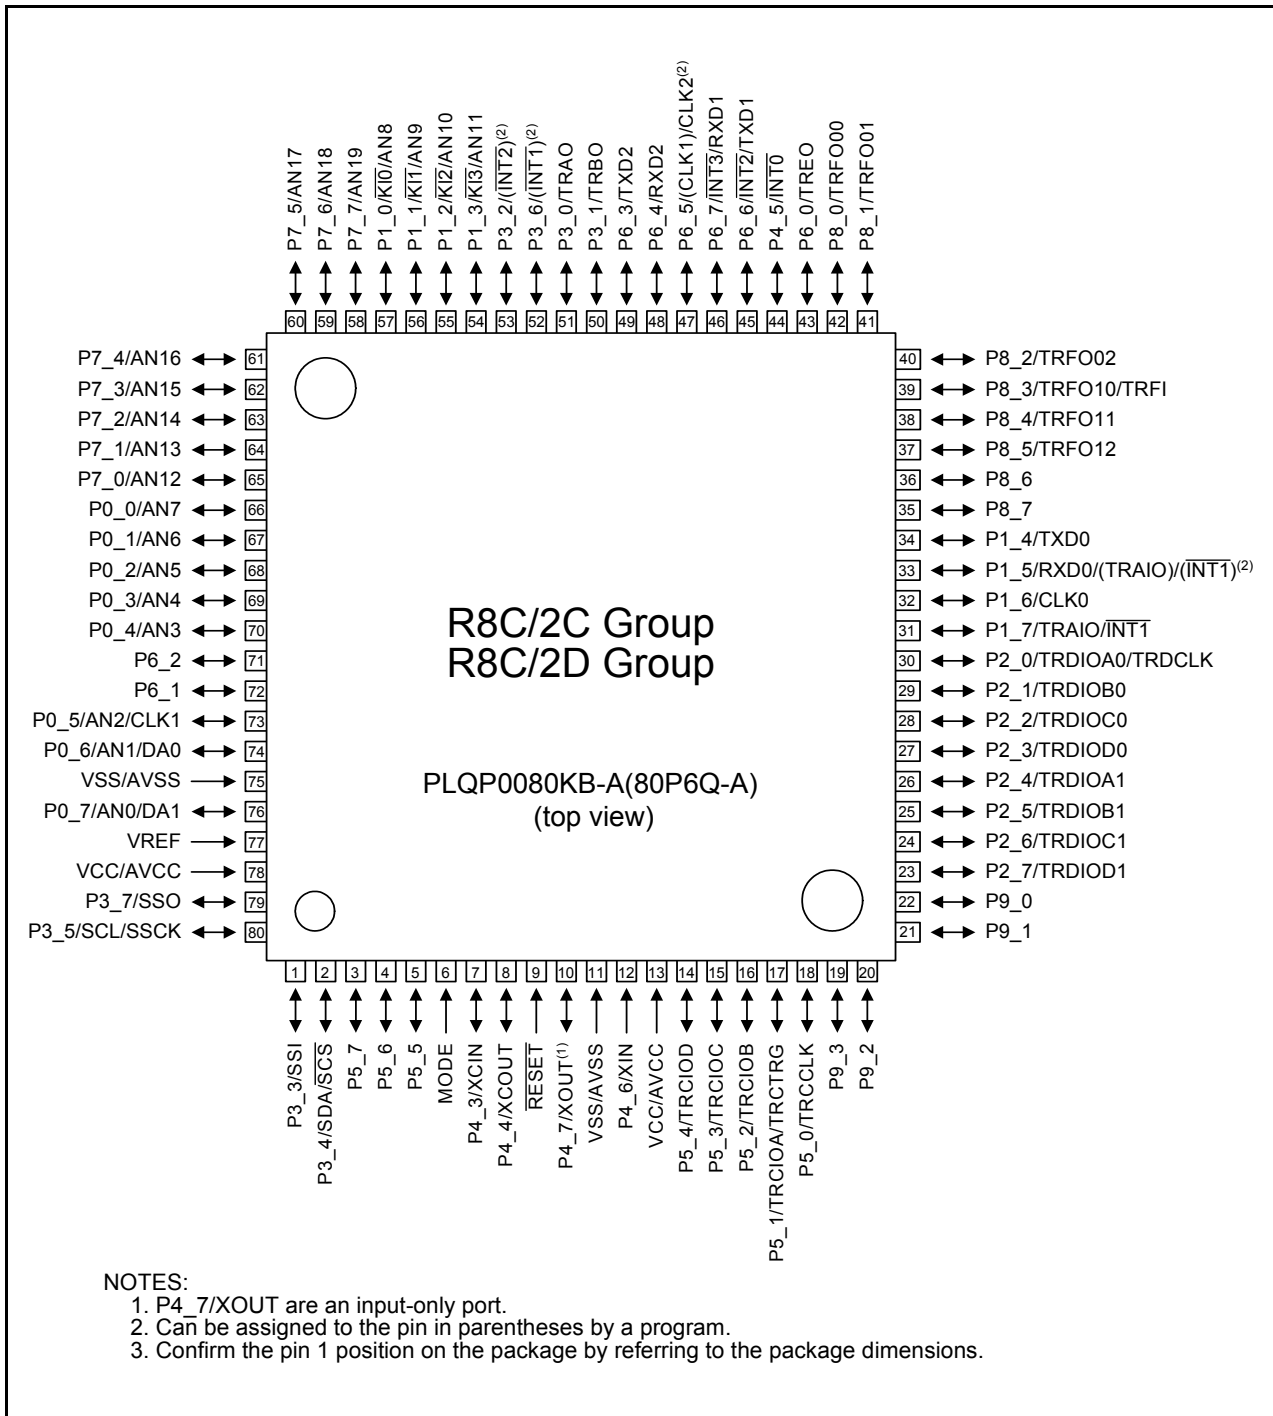 P7_5/AN17
P7_6/AN18
P7_7/AN19
P1_0/K̅I̅0̅/AN8
P1_1/K̅I̅1̅/AN9
P1_2/K̅I̅2̅/AN10
P1_3/K̅I̅3̅/AN11
P3_2/(I̅N̅T̅2̅)(2)
P3_6/(I̅N̅T̅1̅)(2)
P3_0/TRAO
P3_1/TRBO
P6_3/TXD2
P6_4/RXD2
P6_5/(CLK1)/CLK2(2)
P6_7/I̅N̅T̅3̅/RXD1
P6_6/I̅N̅T̅2̅/TXD1
P4_5/I̅N̅T̅0̅
P6_0/TREO
P8_0/TRFO00
P8_1/TRFO01
60 59 58 57 56 55 54 53 52 51 50 49 48 47 46 45 44 43 42 41
P7_4/AN16 61
P7_3/AN15 62
P7_2/AN14 63
P7_1/AN13 64
P7_0/AN12 65
P0_0/AN7 66
P0_1/AN6 67
P0_2/AN5 68
P0_3/AN4 69
P0_4/AN3 70
P6_2 71
P6_1 72
P0_5/AN2/CLK1 73
P0_6/AN1/DA0 74
VSS/AVSS 75
P0_7/AN0/DA1 76
VREF 77
VCC/AVCC 78
P3_7/SSO 79
P3_5/SCL/SSCK 80
R8C/2C Group
R8C/2D Group
PLQP0080KB-A(80P6Q-A)
(top view)
40 P8_2/TRFO02
39 P8_3/TRFO10/TRFI
38 P8_4/TRFO11
37 P8_5/TRFO12
36 P8_6
35 P8_7
34 P1_4/TXD0
33 P1_5/RXD0/(TRAIO)/(I̅N̅T̅1̅)(2)
32 P1_6/CLK0
31 P1_7/TRAIO/I̅N̅T̅1̅
30 P2_0/TRDIOA0/TRDCLK
29 P2_1/TRDIOB0
28 P2_2/TRDIOC0
27 P2_3/TRDIOD0
26 P2_4/TRDIOA1
25 P2_5/TRDIOB1
24 P2_6/TRDIOC1
23 P2_7/TRDIOD1
22 P9_0
21 P9_1
1 2 3 4 5 6 7 8 9 10 11 12 13 14 15 16 17 18 19 20
P3_3/SSI
P3_4/SDA/S̅C̅S̅
P5_7
P5_6
P5_5
MODE
P4_3/XCIN
P4_4/XCOUT
R̅E̅S̅E̅T̅
P4_7/XOUT(1)
VSS/AVSS
P4_6/XIN
VCC/AVCC
P5_4/TRCIOD
P5_3/TRCIOC
P5_2/TRCIOB
P5_1/TRCIOA/TRCTRG
P5_0/TRCCLK
P9_3
P9_2
NOTES:
1. P4_7/XOUT are an input-only port.
2. Can be assigned to the pin in parentheses by a program.
3. Confirm the pin 1 position on the package by referring to the package dimensions.